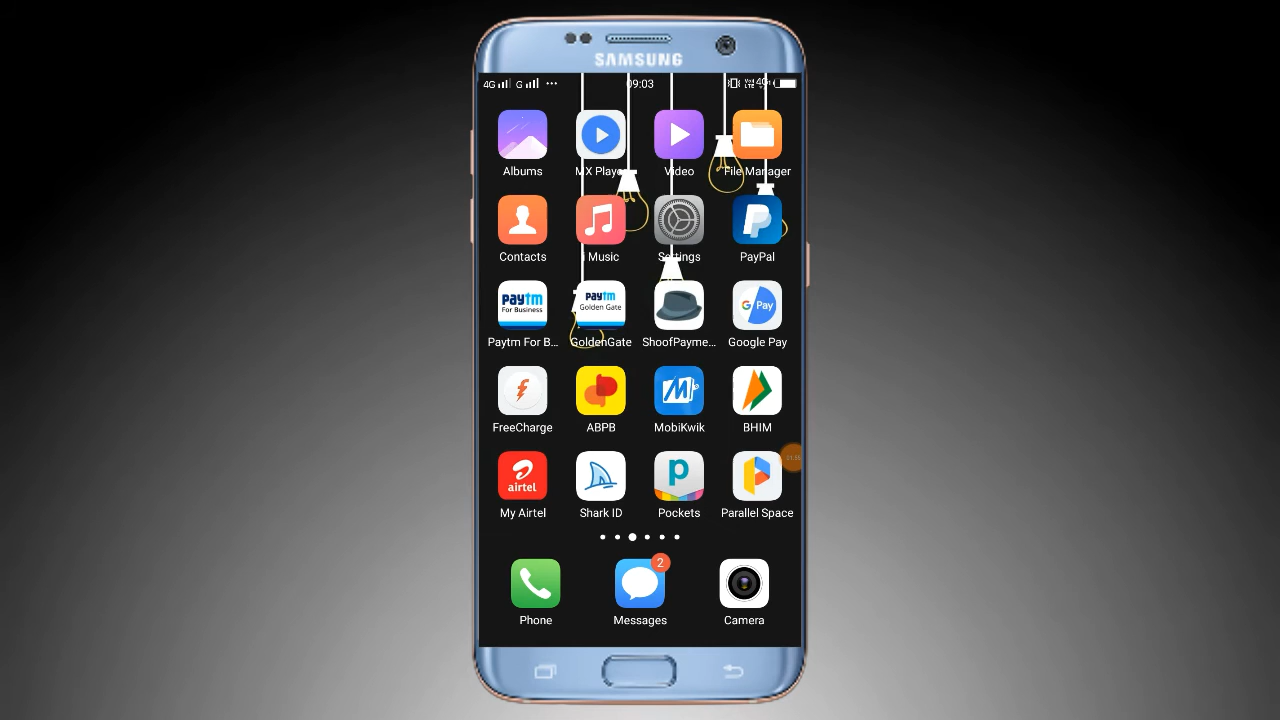 SAMSUNG
4G G ••• 09:03 4G
Albums MX Player Video File Manager
Contacts i Music Settings PayPal
paytm For Business
paytm Golden Gate
G Pay
Paytm For B... GoldenGate ShoofPayme... Google Pay
FreeCharge ABPB MobiKwik BHIM
airtel
My Airtel Shark ID Pockets Parallel Space
2
Phone Messages Camera